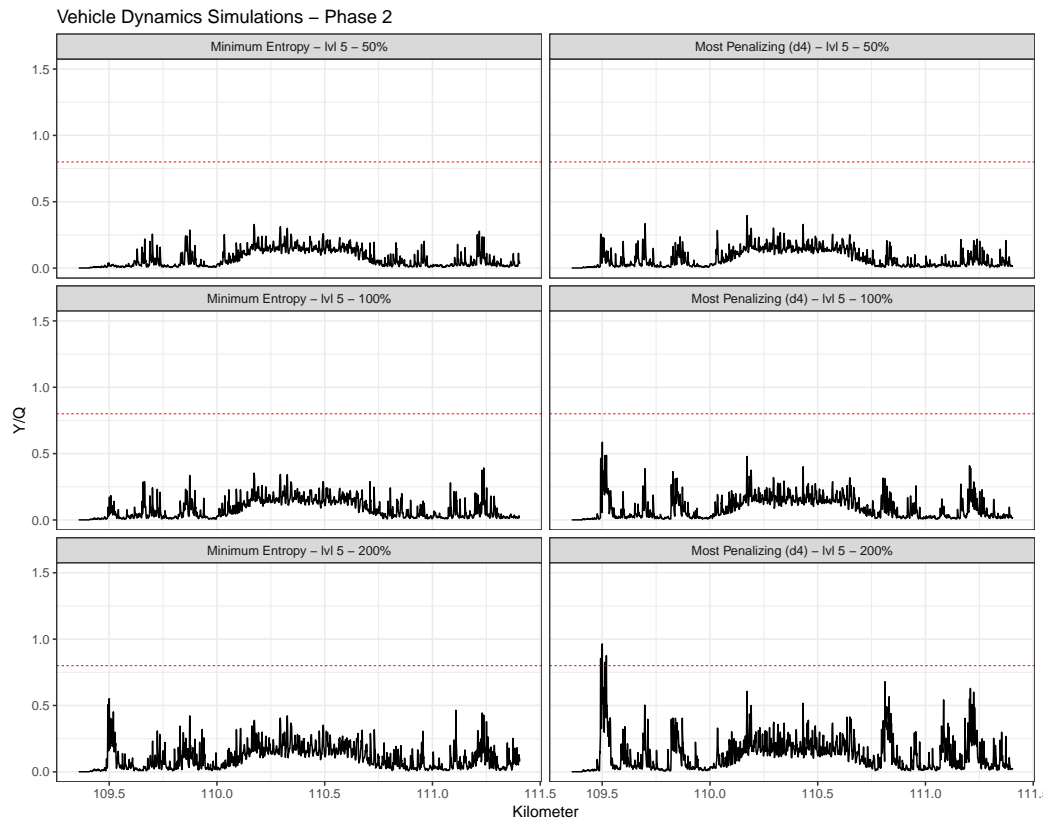 Vehicle Dynamics Simulations – Phase 2
Minimum Entropy – lvl 5 – 50%
Most Penalizing (d4) – lvl 5 – 50%
1.5
1.0
0.5
0.0
Minimum Entropy – lvl 5 – 100%
Most Penalizing (d4) – lvl 5 – 100%
1.5
1.0
0.5
0.0
Y/Q
Minimum Entropy – lvl 5 – 200%
Most Penalizing (d4) – lvl 5 – 200%
1.5
1.0
0.5
0.0
109.5 110.0 110.5 111.0 111.5 109.5 110.0 110.5 111.0 111.
Kilometer